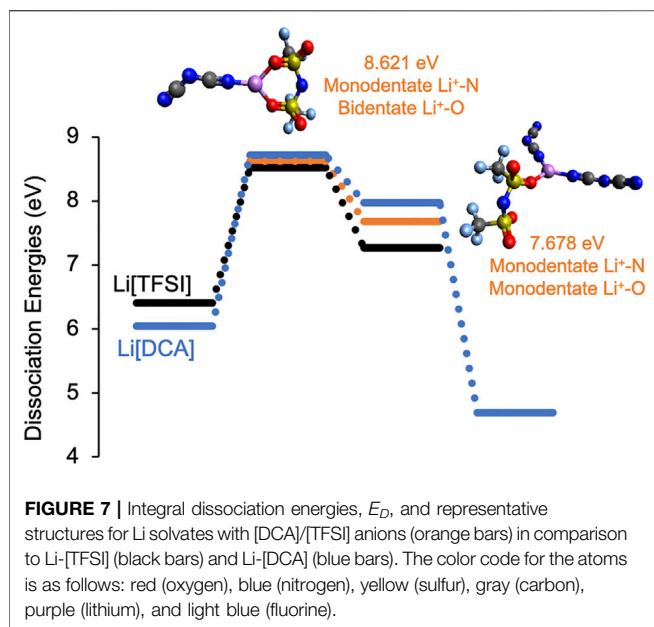 8.621 eV
Monodentate Li⁺-N
Bidentate Li⁺-O
9
8
7
6
5
4
Dissociation Energies (eV)
Li[TFSI]
Li[DCA]
7.678 eV
Monodentate Li⁺-N
Monodentate Li⁺-O
FIGURE 7 | Integral dissociation energies, E_D, and representative
structures for Li solvates with [DCA]/[TFSI] anions (orange bars) in comparison
to Li-[TFSI] (black bars) and Li-[DCA] (blue bars). The color code for the atoms
is as follows: red (oxygen), blue (nitrogen), yellow (sulfur), gray (carbon),
purple (lithium), and light blue (fluorine).